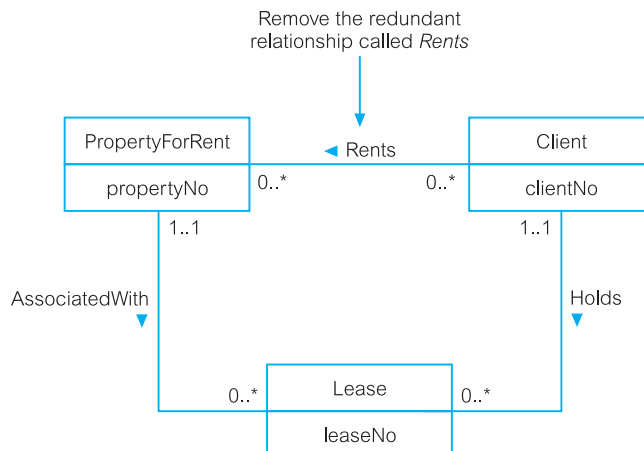 Remove the redundant
relationship called Rents
PropertyForRent
Rents
Client
propertyNo
0..*
0..*
clientNo
1..1
1..1
AssociatedWith
Holds
0..*
Lease
0..*
leaseNo